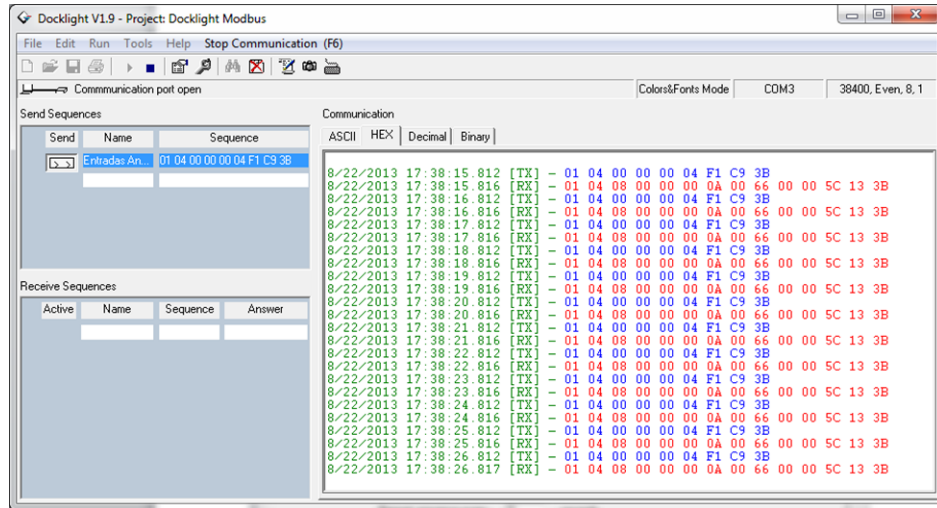 Docklight V1.9 - Project: Docklight Modbus
File Edit Run Tools Help Stop Communication (F6)
Commmunication port open
Colors&Fonts Mode
COM3
38400, Even, 8, 1
Send Sequences
Send Name Sequence
Entradas An... 01 04 00 00 00 04 F1 C9 3B
Receive Sequences
Active Name Sequence Answer
Communication
ASCII HEX Decimal Binary
8/22/2013 17:38:15.812 [TX] - 01 04 00 00 00 04 F1 C9 3B
8/22/2013 17:38:15.816 [RX] - 01 04 08 00 00 00 0A 00 66 00 00 5C 13 3B
8/22/2013 17:38:16.812 [TX] - 01 04 00 00 00 04 F1 C9 3B
8/22/2013 17:38:16.816 [RX] - 01 04 08 00 00 00 0A 00 66 00 00 5C 13 3B
8/22/2013 17:38:17.812 [TX] - 01 04 00 00 00 04 F1 C9 3B
8/22/2013 17:38:17.816 [RX] - 01 04 08 00 00 00 0A 00 66 00 00 5C 13 3B
8/22/2013 17:38:18.812 [TX] - 01 04 00 00 00 04 F1 C9 3B
8/22/2013 17:38:18.816 [RX] - 01 04 08 00 00 00 0A 00 66 00 00 5C 13 3B
8/22/2013 17:38:19.812 [TX] - 01 04 00 00 00 04 F1 C9 3B
8/22/2013 17:38:19.816 [RX] - 01 04 08 00 00 00 0A 00 66 00 00 5C 13 3B
8/22/2013 17:38:20.812 [TX] - 01 04 00 00 00 04 F1 C9 3B
8/22/2013 17:38:20.816 [RX] - 01 04 08 00 00 00 0A 00 66 00 00 5C 13 3B
8/22/2013 17:38:21.812 [TX] - 01 04 00 00 00 04 F1 C9 3B
8/22/2013 17:38:21.816 [RX] - 01 04 08 00 00 00 0A 00 66 00 00 5C 13 3B
8/22/2013 17:38:22.812 [TX] - 01 04 00 00 00 04 F1 C9 3B
8/22/2013 17:38:22.816 [RX] - 01 04 08 00 00 00 0A 00 66 00 00 5C 13 3B
8/22/2013 17:38:23.812 [TX] - 01 04 00 00 00 04 F1 C9 3B
8/22/2013 17:38:23.816 [RX] - 01 04 08 00 00 00 0A 00 66 00 00 5C 13 3B
8/22/2013 17:38:24.812 [TX] - 01 04 00 00 00 04 F1 C9 3B
8/22/2013 17:38:24.816 [RX] - 01 04 08 00 00 00 0A 00 66 00 00 5C 13 3B
8/22/2013 17:38:25.812 [TX] - 01 04 00 00 00 04 F1 C9 3B
8/22/2013 17:38:25.816 [RX] - 01 04 08 00 00 00 0A 00 66 00 00 5C 13 3B
8/22/2013 17:38:26.812 [TX] - 01 04 00 00 00 04 F1 C9 3B
8/22/2013 17:38:26.817 [RX] - 01 04 08 00 00 00 0A 00 66 00 00 5C 13 3B